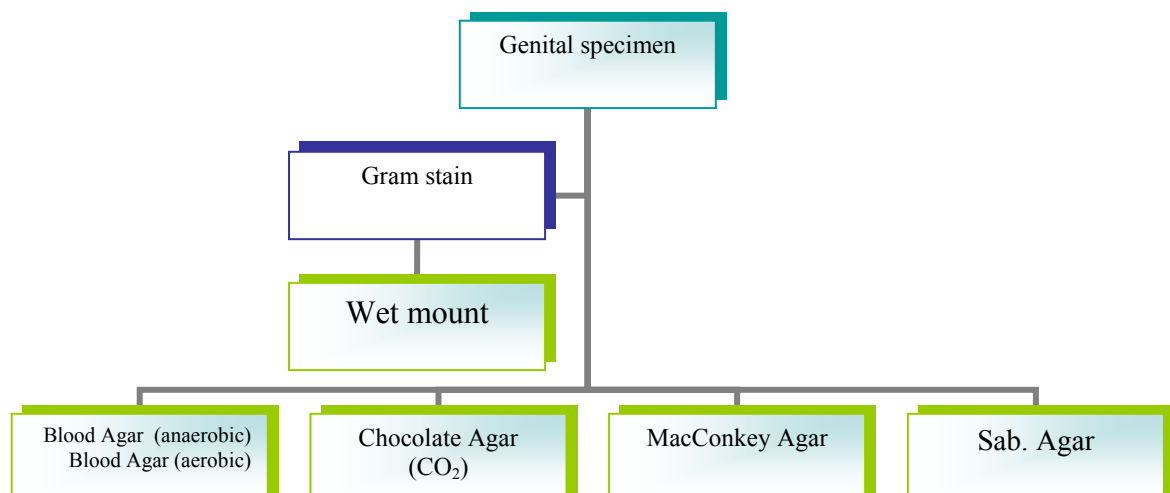 Genital specimen
Gram stain
Wet mount
Blood Agar (anaerobic)
Blood Agar (aerobic)
Chocolate Agar
(CO₂)
MacConkey Agar
Sab. Agar